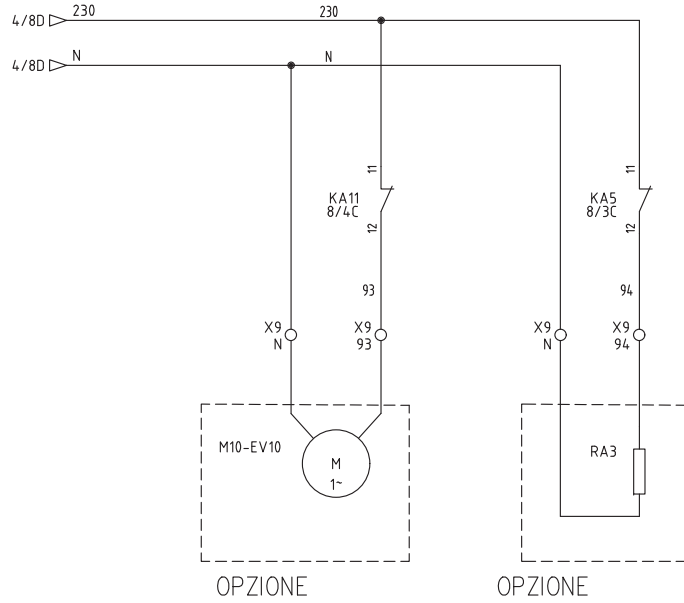 4/8D
230
230
4/8D
N
N
11
KA11
8/4C
12
11
KA5
8/3C
12
93
94
X9
N
X9
93
X9
N
X9
94
M10-EV10
M
1~
RA3
OPZIONE
OPZIONE